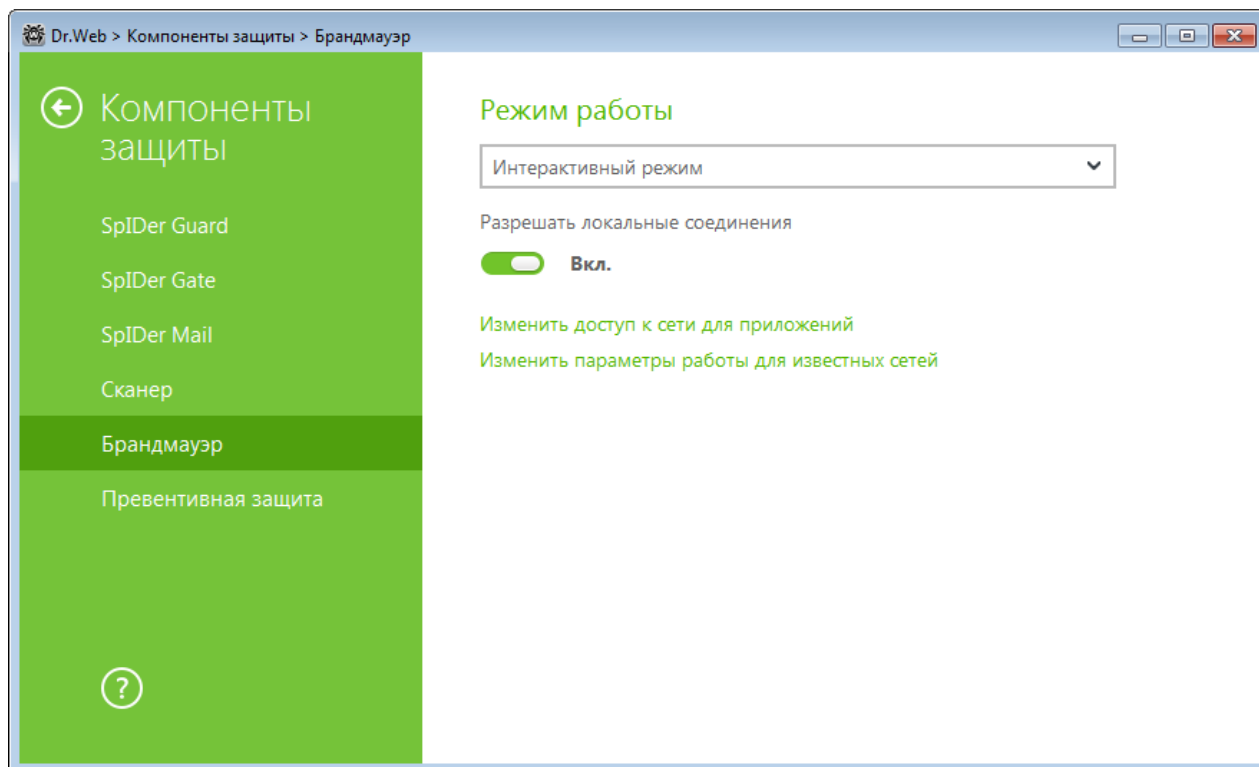 Dr.Web > Компоненты защиты > Брандмауэр
Компоненты
защиты
SpIDer Guard
SpIDer Gate
SpIDer Mail
Сканер
Брандмауэр
Превентивная защита
?
Режим работы
Интерактивный режим
Разрешать локальные соединения
Вкл.
Изменить доступ к сети для приложений
Изменить параметры работы для известных сетей